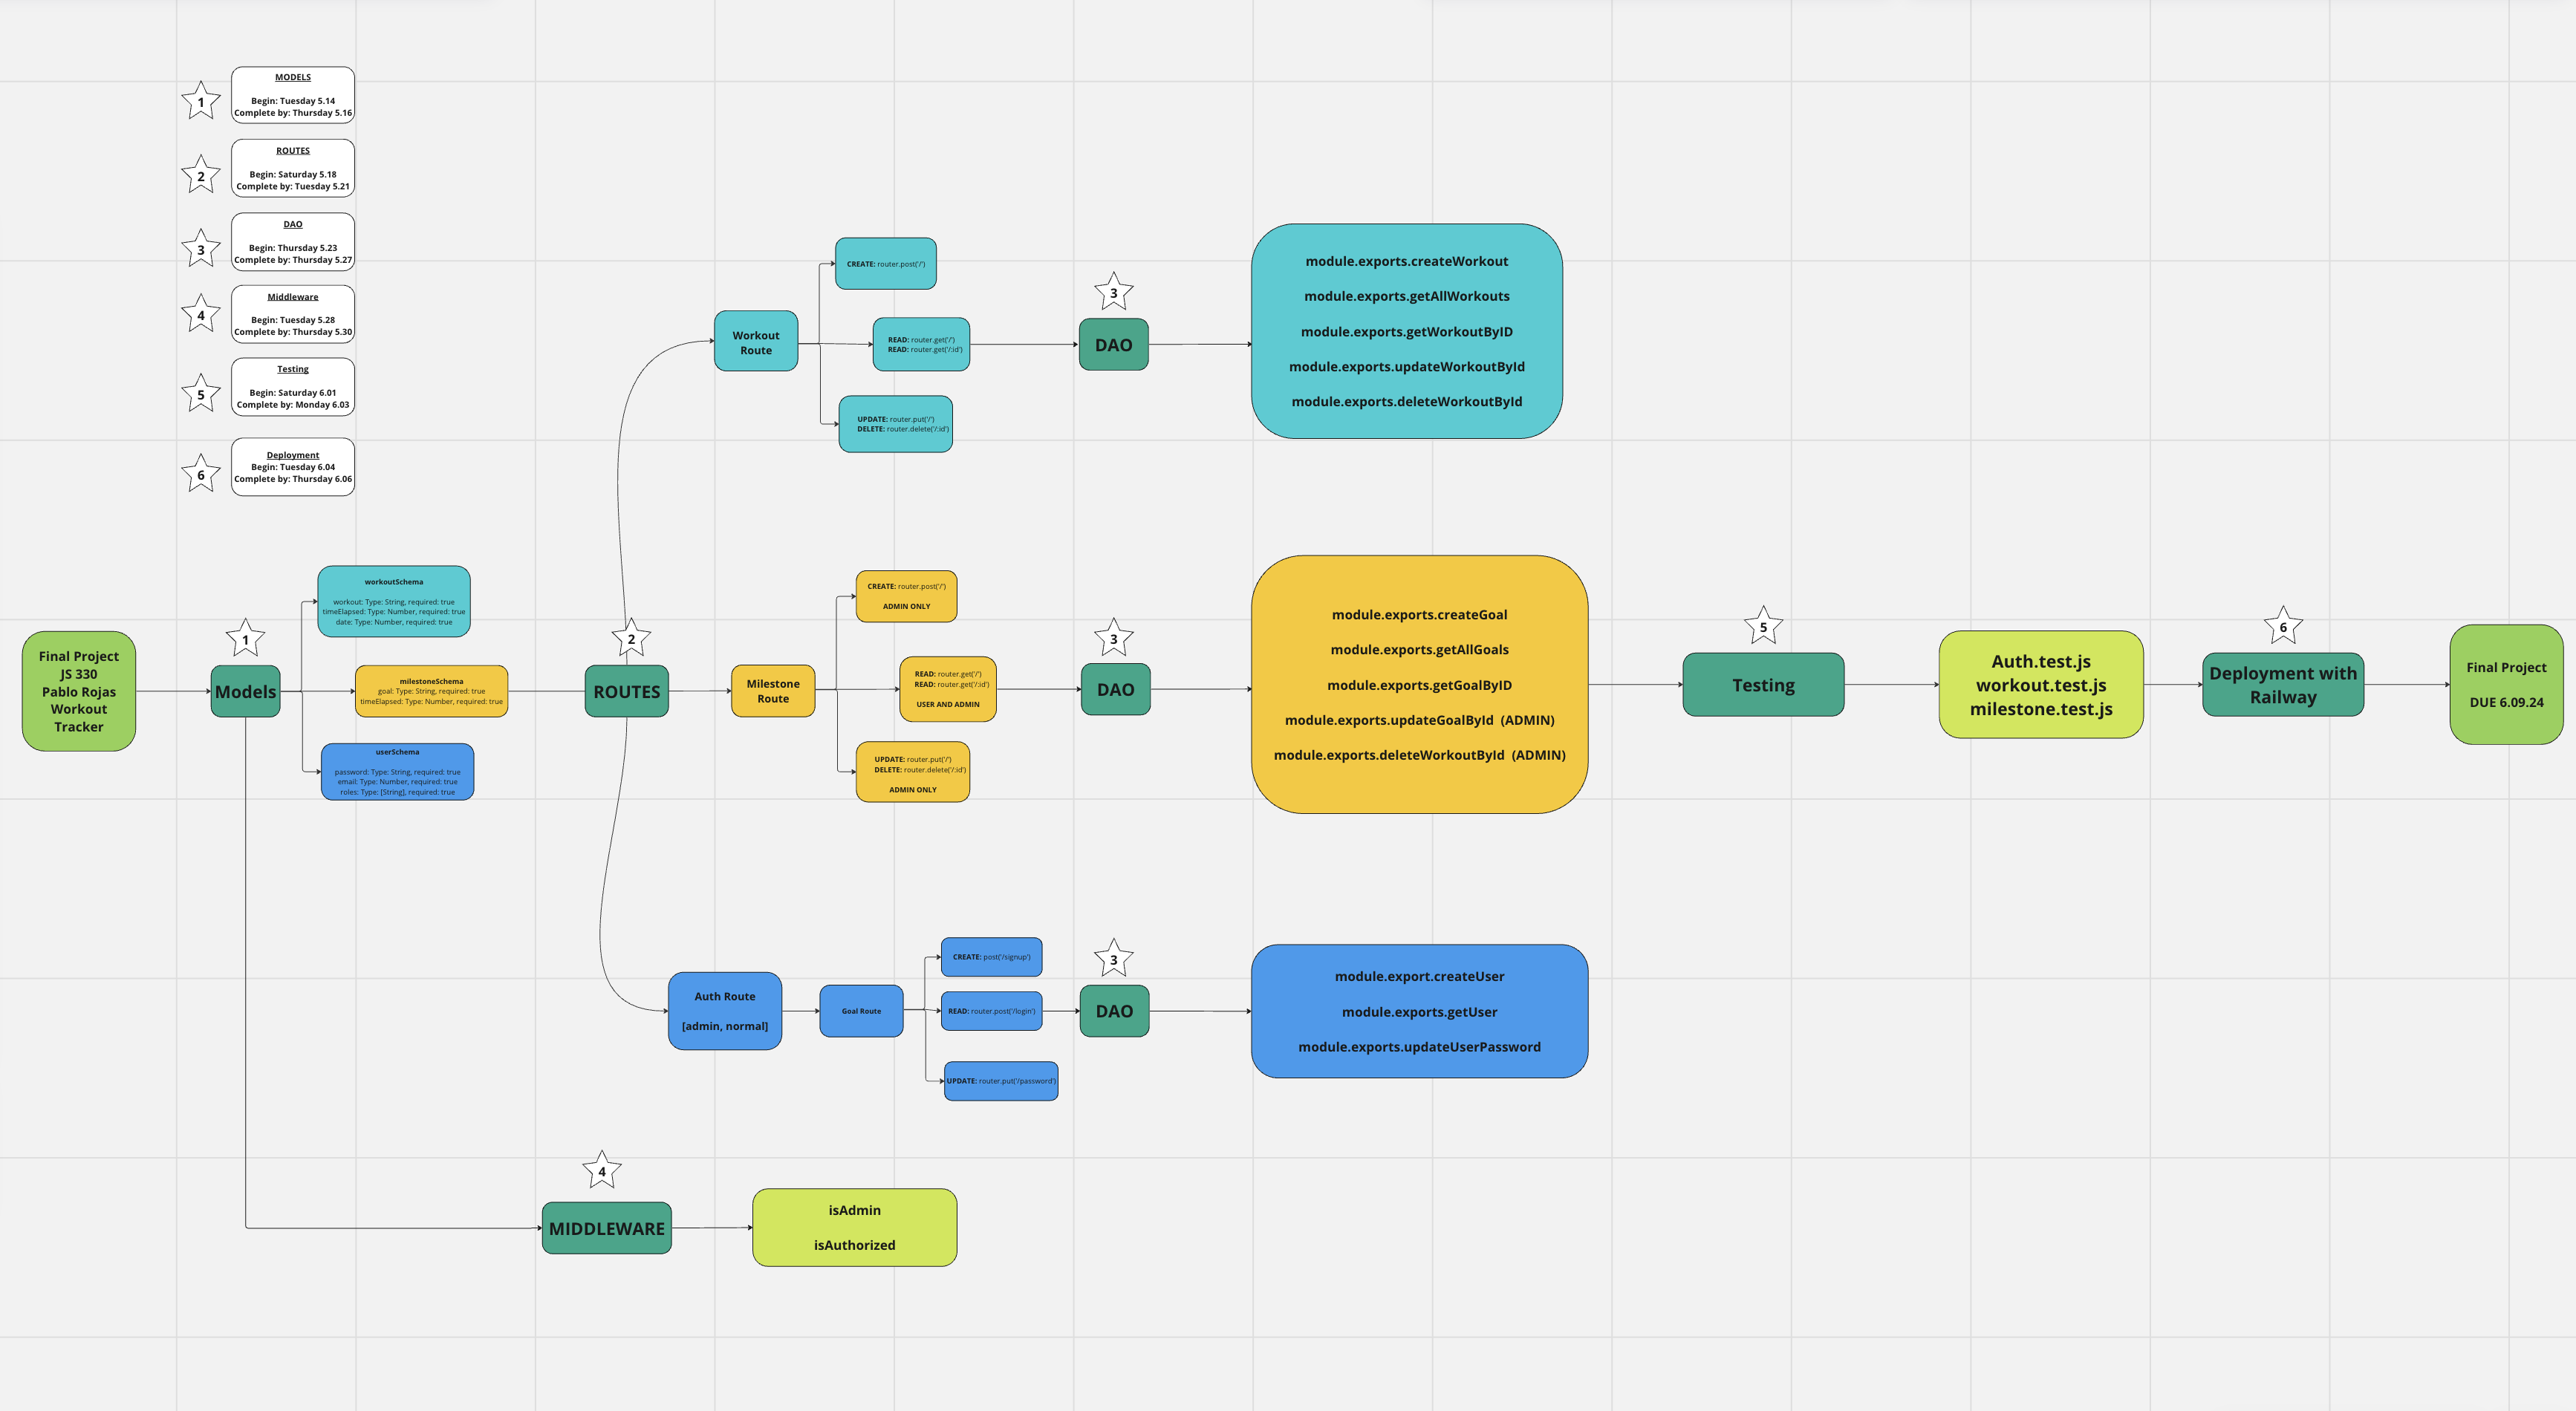 1
MODELS
Begin: Tuesday 5.14
Complete by: Thursday 5.16
2
ROUTES
Begin: Saturday 5.18
Complete by: Tuesday 5.21
3
DAO
Begin: Thursday 5.23
Complete by: Thursday 5.27
4
Middleware
Begin: Tuesday 5.28
Complete by: Thursday 5.30
5
Testing
Begin: Saturday 6.01
Complete by: Monday 6.03
6
Deployment
Begin: Tuesday 6.04
Complete by: Thursday 6.06
Final Project
JS 330
Pablo Rojas
Workout
Tracker
1
Models
workoutSchema
workout: Type: String, required: true
timeElapsed: Type: Number, required: true
date: Type: Number, required: true
milestoneSchema
goal: Type: String, required: true
timeElapsed: Type: Number, required: true
userSchema
password: Type: String, required: true
email: Type: Number, required: true
roles: Type: [String], required: true
2
ROUTES
Workout
Route
CREATE: router.post('/')
READ: router.get('/')
READ: router.get('/:id')
UPDATE: router.put('/')
DELETE: router.delete('/:id')
3
DAO
module.exports.createWorkout
module.exports.getAllWorkouts
module.exports.getWorkoutByID
module.exports.updateWorkoutById
module.exports.deleteWorkoutById
Milestone
Route
CREATE: router.post('/')
ADMIN ONLY
READ: router.get('/')
READ: router.get('/:id')
USER AND ADMIN
UPDATE: router.put('/')
DELETE: router.delete('/:id')
ADMIN ONLY
3
DAO
module.exports.createGoal
module.exports.getAllGoals
module.exports.getGoalByID
module.exports.updateGoalById (ADMIN)
module.exports.deleteWorkoutById (ADMIN)
5
Testing
Auth.test.js
workout.test.js
milestone.test.js
6
Deployment with
Railway
Final Project
DUE 6.09.24
Auth Route
[admin, normal]
Goal Route
CREATE: post('/signup')
READ: router.post('/login')
UPDATE: router.put('/password')
3
DAO
module.export.createUser
module.exports.getUser
module.exports.updateUserPassword
4
MIDDLEWARE
isAdmin
isAuthorized